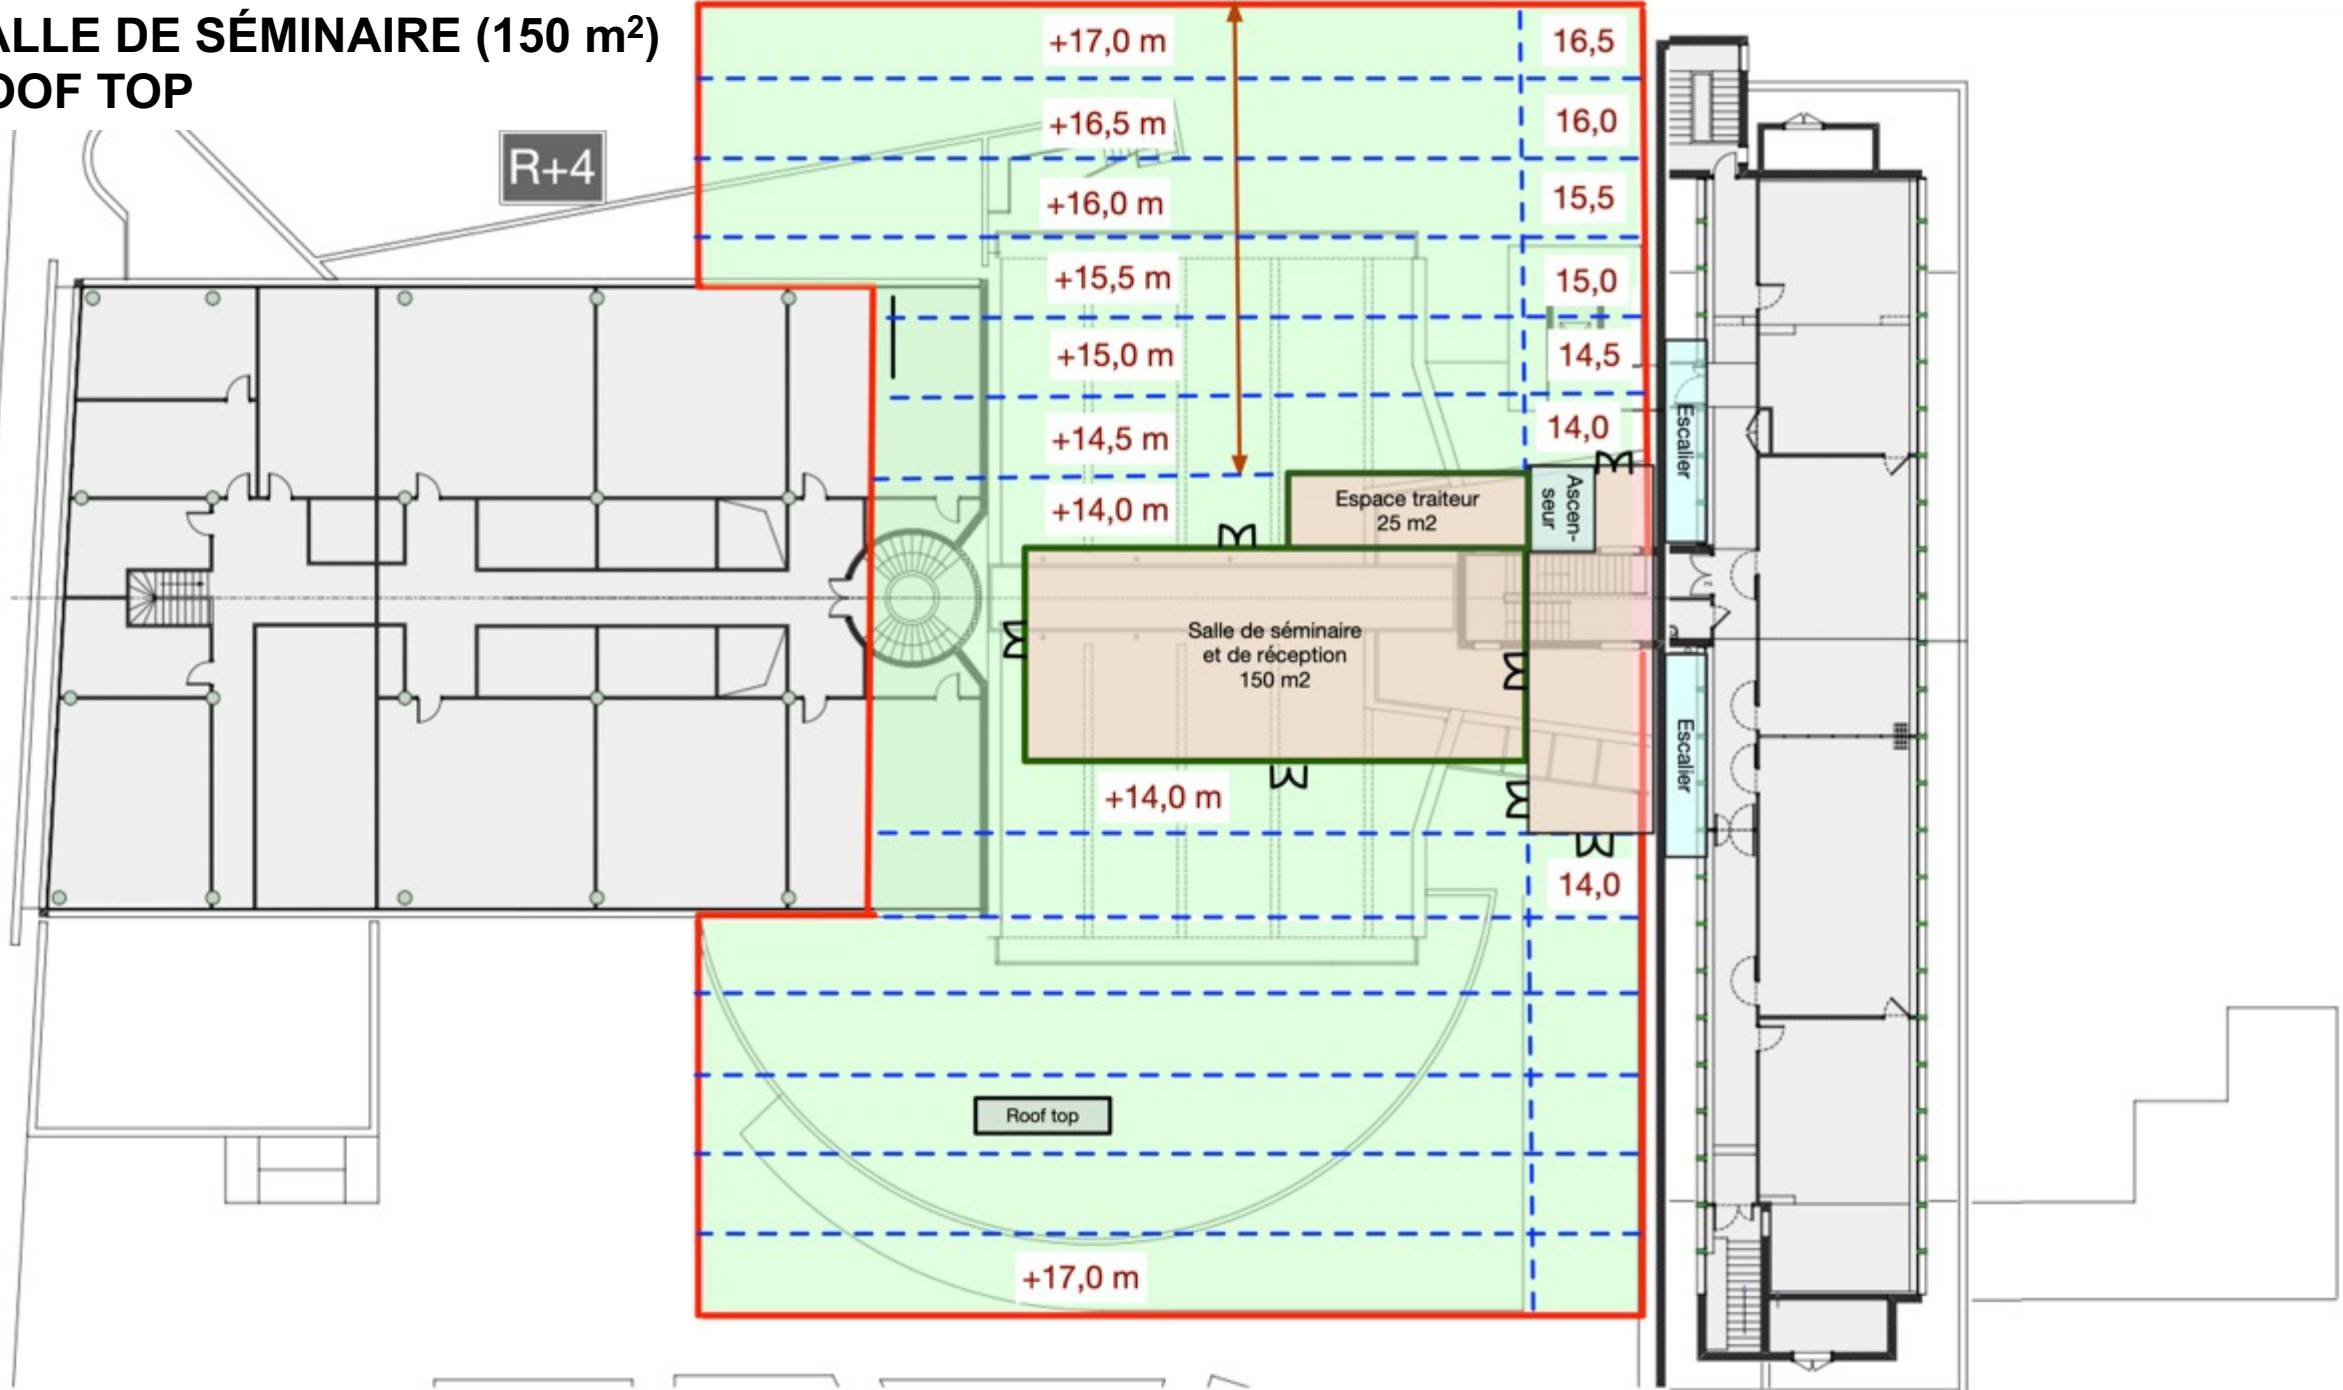 ALLE DE SÉMINAIRE (150 m²)
OOF TOP
R+4
+17,0 m
16,5
+16,5 m
16,0
+16,0 m
15,5
+15,5 m
15,0
+15,0 m
14,5
+14,5 m
14,0
+14,0 m
Espace traiteur
25 m2
Ascen-
seur
Escalier
Salle de séminaire
et de réception
150 m2
Escalier
+14,0 m
14,0
Roof top
+17,0 m